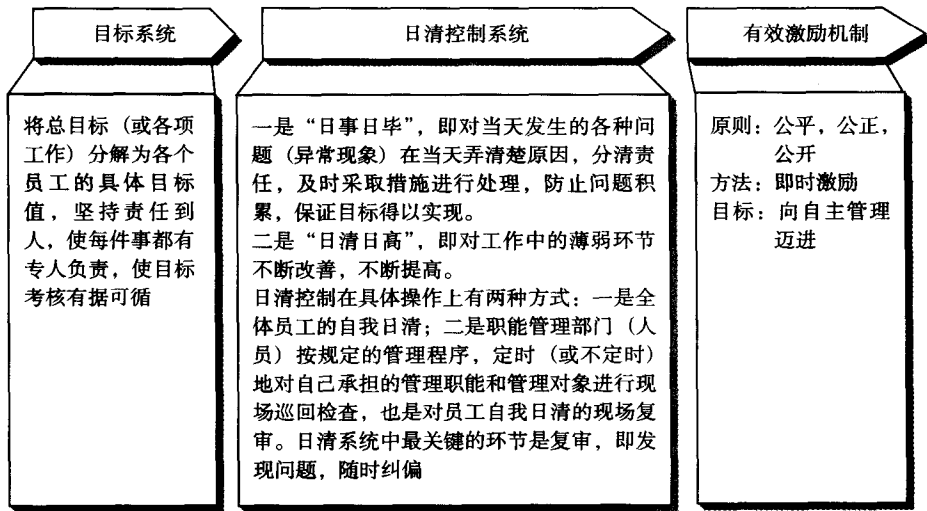 目标系统
将总目标（或各项
工作）分解为各个
员工的具体目标
值，坚持责任到
人，使每件事都有
专人负责，使目标
考核有据可循
日清控制系统
一是“日事日毕”，即对当天发生的各种问
题（异常现象）在当天弄清楚原因，分清责
任，及时采取措施进行处理，防止问题积
累，保证目标得以实现。
二是“日清日高”，即对工作中的薄弱环节
不断改善，不断提高。
日清控制在具体操作上有两种方式：一是全
体员工的自我日清；二是职能管理部门（人
员）按规定的管理程序，定时（或不定时）
地对自己承担的管理职能和管理对象进行现
场巡回检查，也是对员工自我日清的现场复
审。日清系统中最关键的环节是复审，即发
现问题，随时纠偏
有效激励机制
原则：公平，公正，
公开
方法：即时激励
目标：向自主管理
迈进